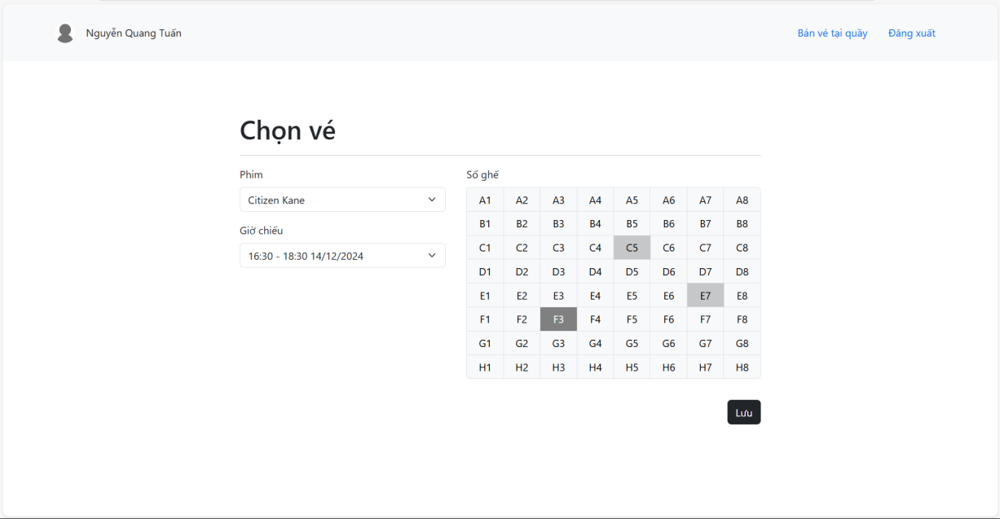 Nguyễn Quang Tuấn
Bán vé tại quầy Đăng xuất
Chọn vé
Phim
Citizen Kane
Giờ chiếu
16:30 - 18:30 14/12/2024
Số ghế
A1 A2 A3 A4 A5 A6 A7 A8
B1 B2 B3 B4 B5 B6 B7 B8
C1 C2 C3 C4 C5 C6 C7 C8
D1 D2 D3 D4 D5 D6 D7 D8
E1 E2 E3 E4 E5 E6 E7 E8
F1 F2 F3 F4 F5 F6 F7 F8
G1 G2 G3 G4 G5 G6 G7 G8
H1 H2 H3 H4 H5 H6 H7 H8
Lưu